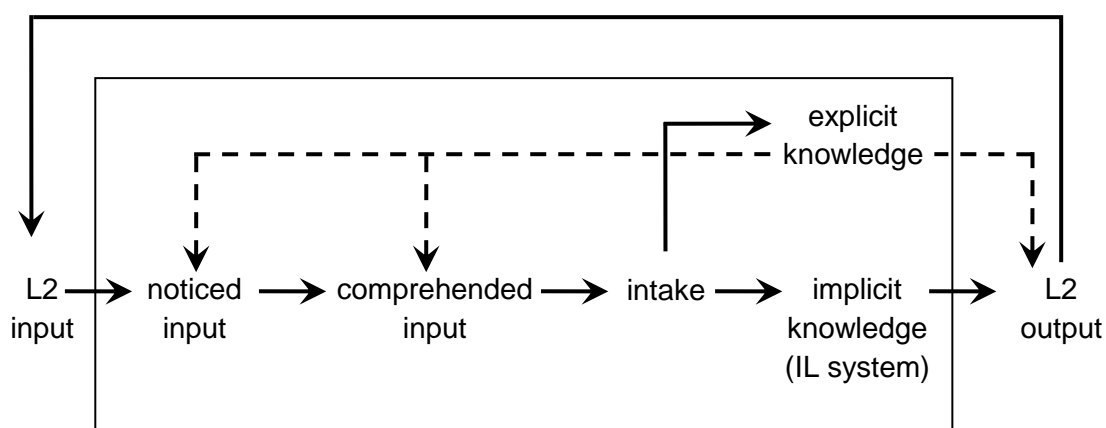 explicit
knowledge
L2
input
noticed
input
comprehended
input
intake
implicit
knowledge
(IL system)
L2
output